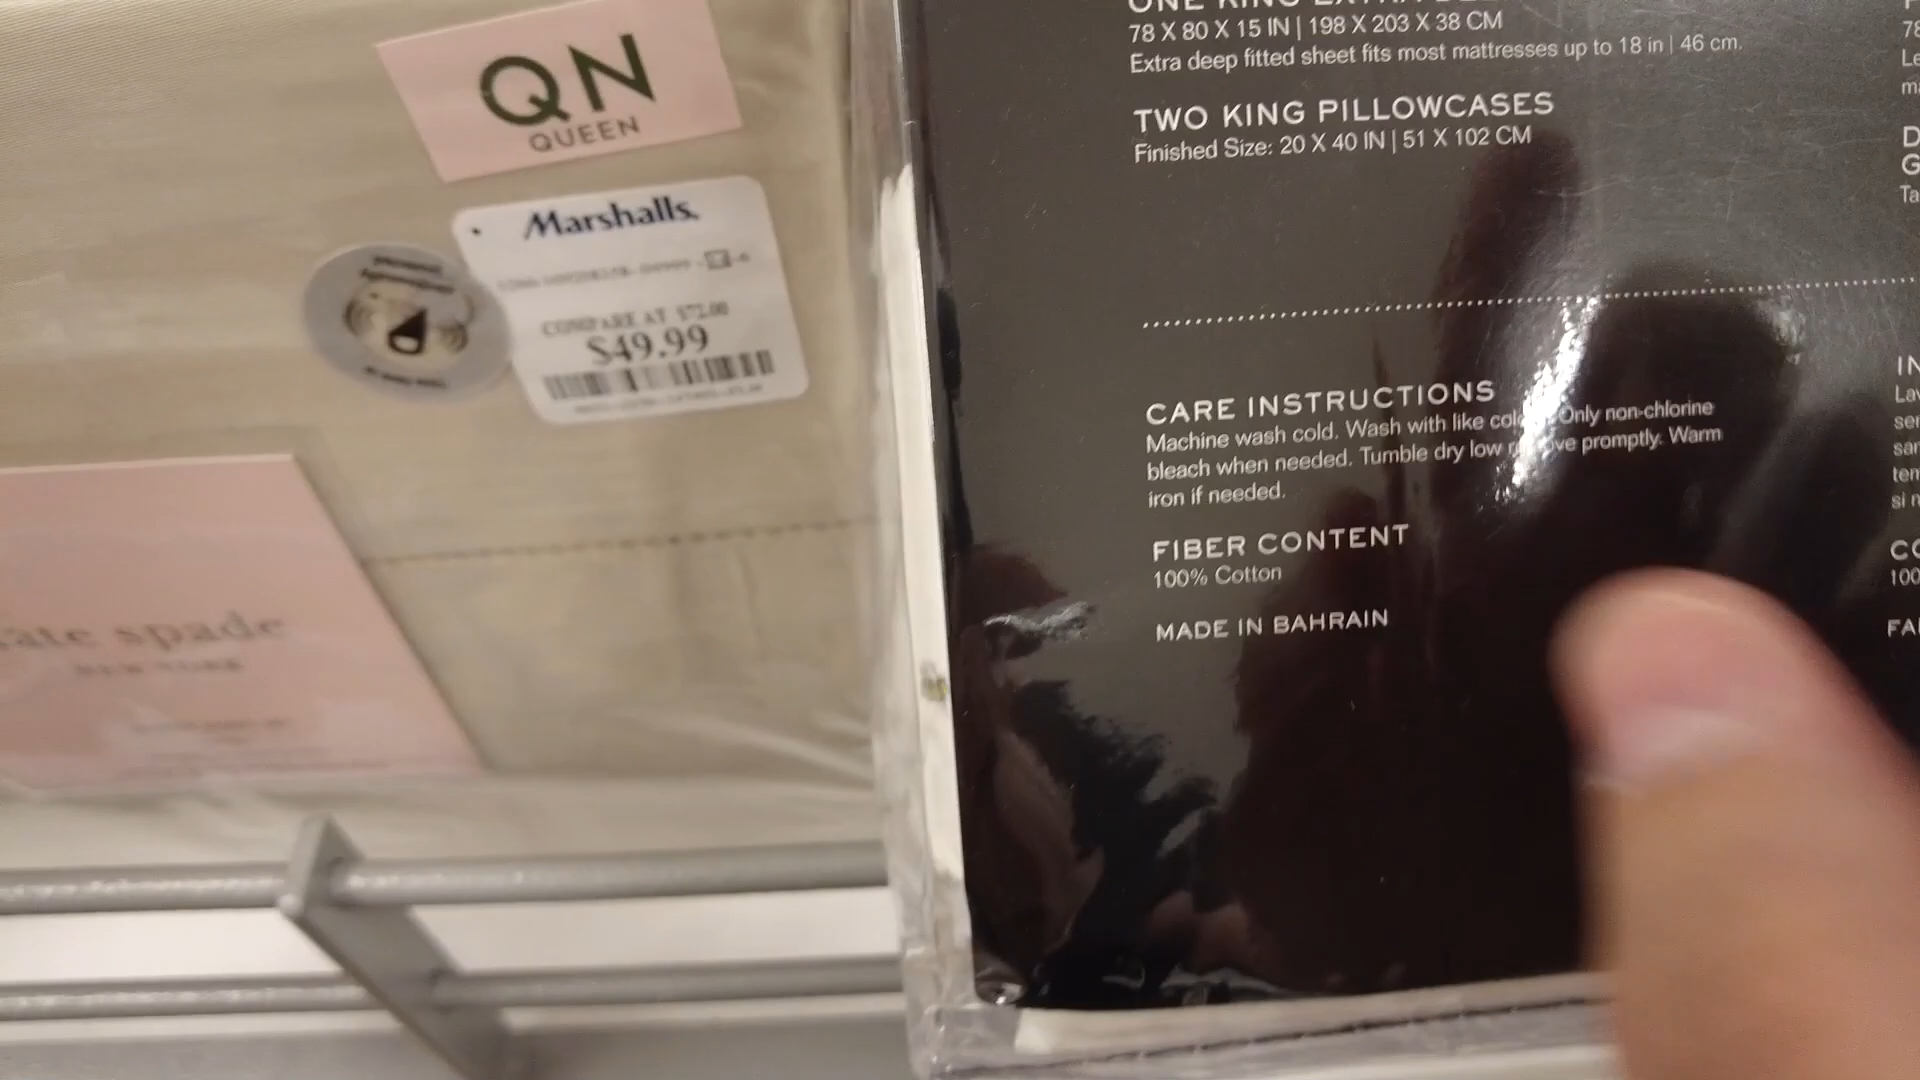 QN
QUEEN
Marshalls.
COMPARE AT $72.00
$49.99
kate spade
NEW YORK
ONE KING EXTRA
78 X 80 X 15 IN | 198 X 203 X 38 CM
Extra deep fitted sheet fits most mattresses up to 18 in | 46 cm.
TWO KING PILLOWCASES
Finished Size: 20 X 40 IN | 51 X 102 CM
CARE INSTRUCTIONS
Machine wash cold. Wash with like Only non-chlorine
bleach when needed. Tumble dry low promptly. Warm
iron if needed.
FIBER CONTENT
100% Cotton
MADE IN BAHRAIN